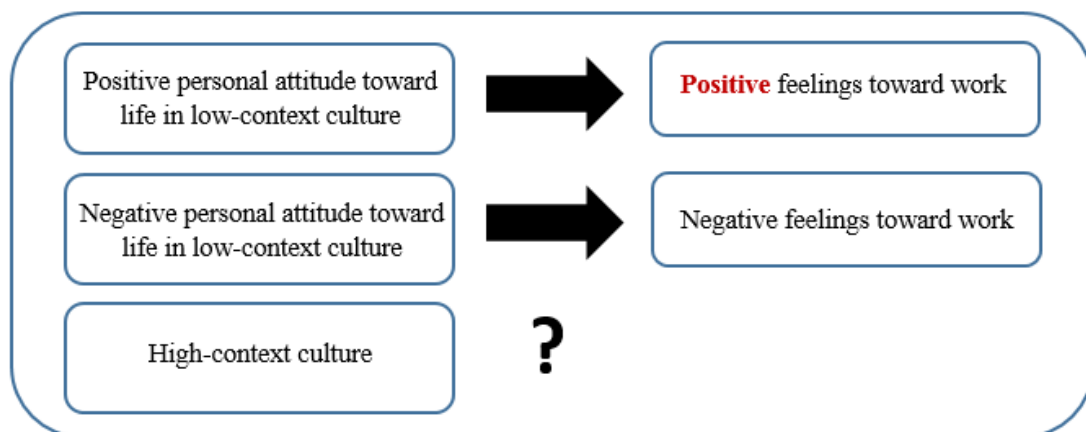 Positive personal attitude toward
life in low-context culture
Positive feelings toward work
Negative personal attitude toward
life in low-context culture
Negative feelings toward work
High-context culture
?